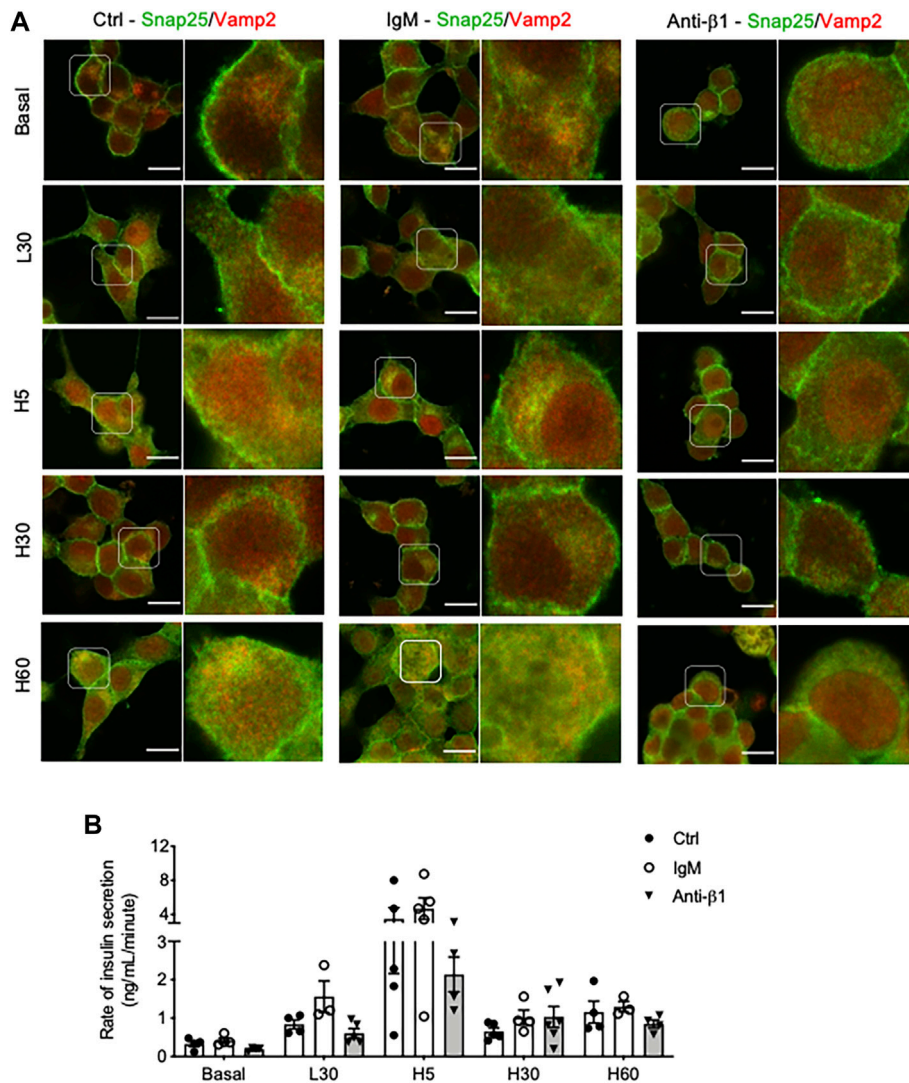 A
Ctrl - Snap25/Vamp2
IgM - Snap25/Vamp2
Anti-β1 - Snap25/Vamp2
Basal
L30
H5
H30
H60
B
Rate of insulin secretion
(ng/mL/minute)
12
8
4
3
2
1
0
Basal
L30
H5
H30
H60
Ctrl
IgM
Anti-β1